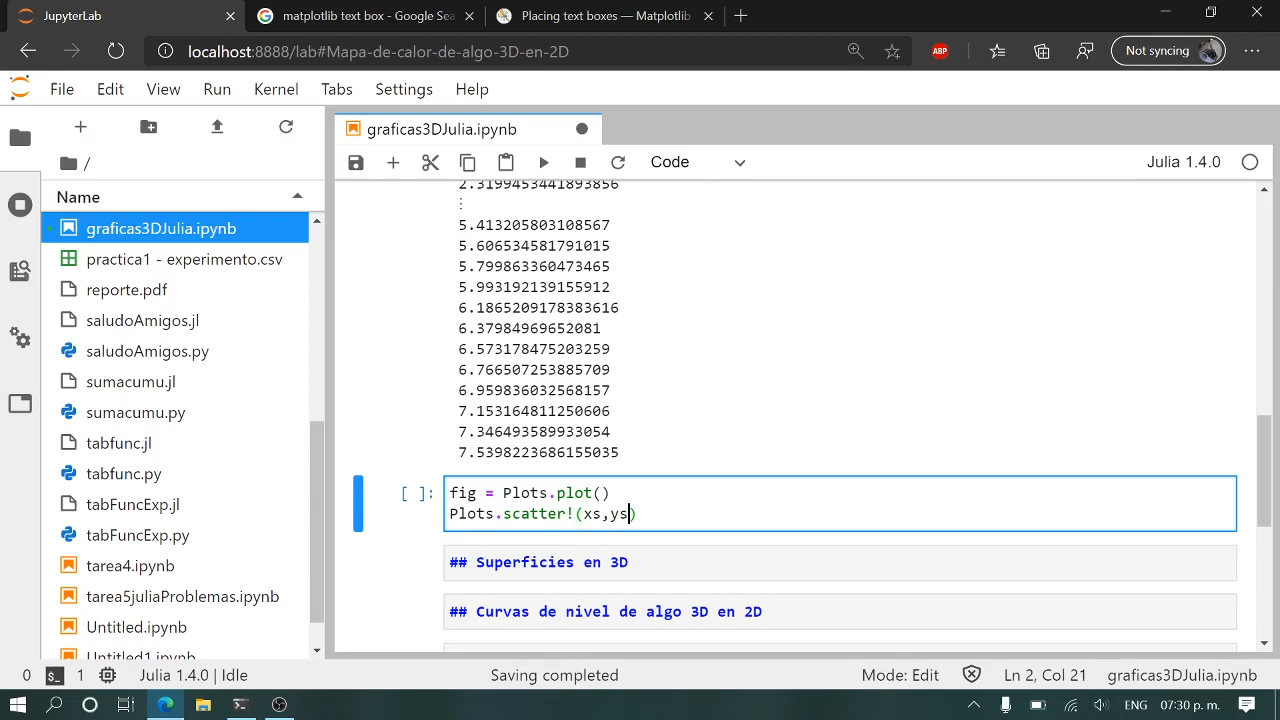 JupyterLab
matplotlib text box - Google Sea
Placing text boxes — Matplotlib
localhost:8888/lab#Mapa-de-calor-de-algo-3D-en-2D
ABP
Not syncing
File Edit View Run Kernel Tabs Settings Help
graficas3DJulia.ipynb
Code
Julia 1.4.0
/
Name
graficas3DJulia.ipynb
practica1 - experimento.csv
reporte.pdf
saludoAmigos.jl
saludoAmigos.py
sumacumu.jl
sumacumu.py
tabfunc.jl
tabfunc.py
tabFuncExp.jl
tabFuncExp.py
tarea4.ipynb
tarea5juliaProblemas.ipynb
Untitled.ipynb
Untitled1.ipynb
2.3199453441893856
⋮
5.413205803108567
5.606534581791015
5.799863360473465
5.993192139155912
6.1865209178383616
6.37984969652081
6.573178475203259
6.766507253885709
6.959836032568157
7.153164811250606
7.346493589933054
7.5398223686155035
[ ]:
fig = Plots.plot()
Plots.scatter!(xs,ys)
## Superficies en 3D
## Curvas de nivel de algo 3D en 2D
0 1 Julia 1.4.0 | Idle
Saving completed
Mode: Edit
Ln 2, Col 21
graficas3DJulia.ipynb
ENG
07:30 p. m.